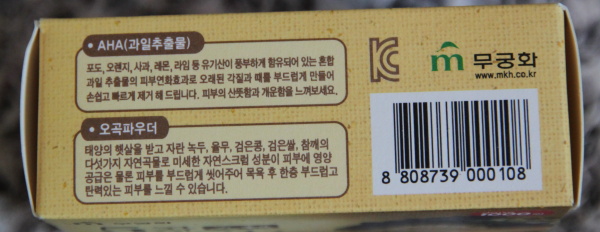 • AHA(과일추출물)
포도, 오렌지, 사과, 레몬, 라임 등 유기산이 풍부하게 함유되어 있는 혼합
과일 추출물의 피부연화효과로 오래된 각질과 때를 부드럽게 만들어
손쉽고 빠르게 제거 해 드립니다. 피부의 산뜻함과 개운함을 느껴보세요.
• 오곡파우더
태양의 햇살을 받고 자란 녹두, 율무, 검은콩, 검은쌀, 참깨의
다섯가지 자연곡물로 미세한 자연스크럽 성분이 피부에 영양
공급은 물론 피부를 부드럽게 씻어주어 목욕 후 한층 부드럽고
탄력있는 피부를 느낄 수 있습니다.
무궁화
www.mkh.co.kr
8 808739 000108